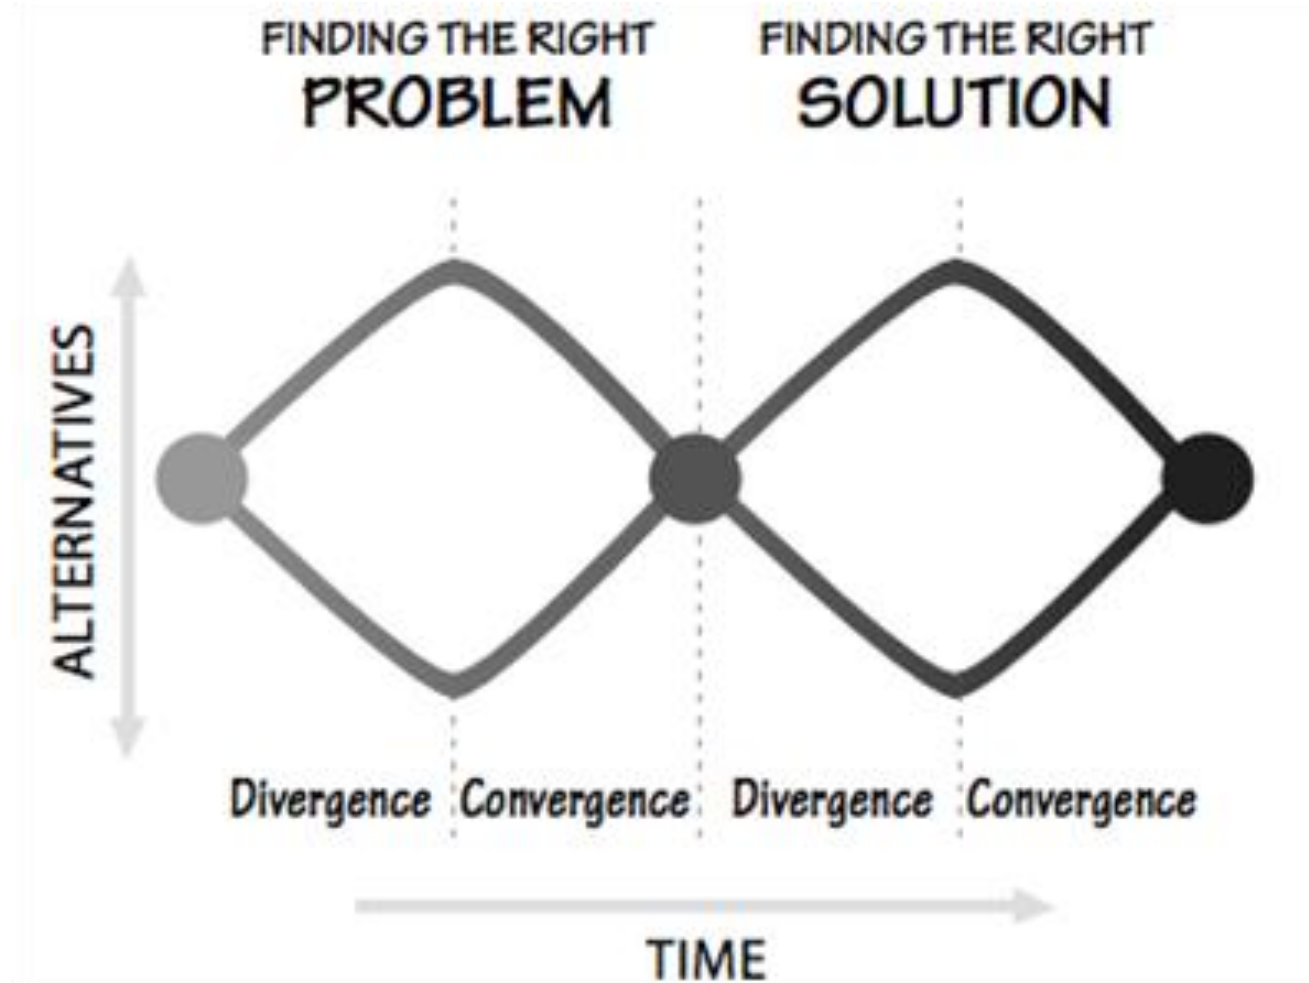 FINDING THE RIGHT
PROBLEM
FINDING THE RIGHT
SOLUTION
ALTERNATIVES
Divergence
Convergence
Divergence
Convergence
TIME